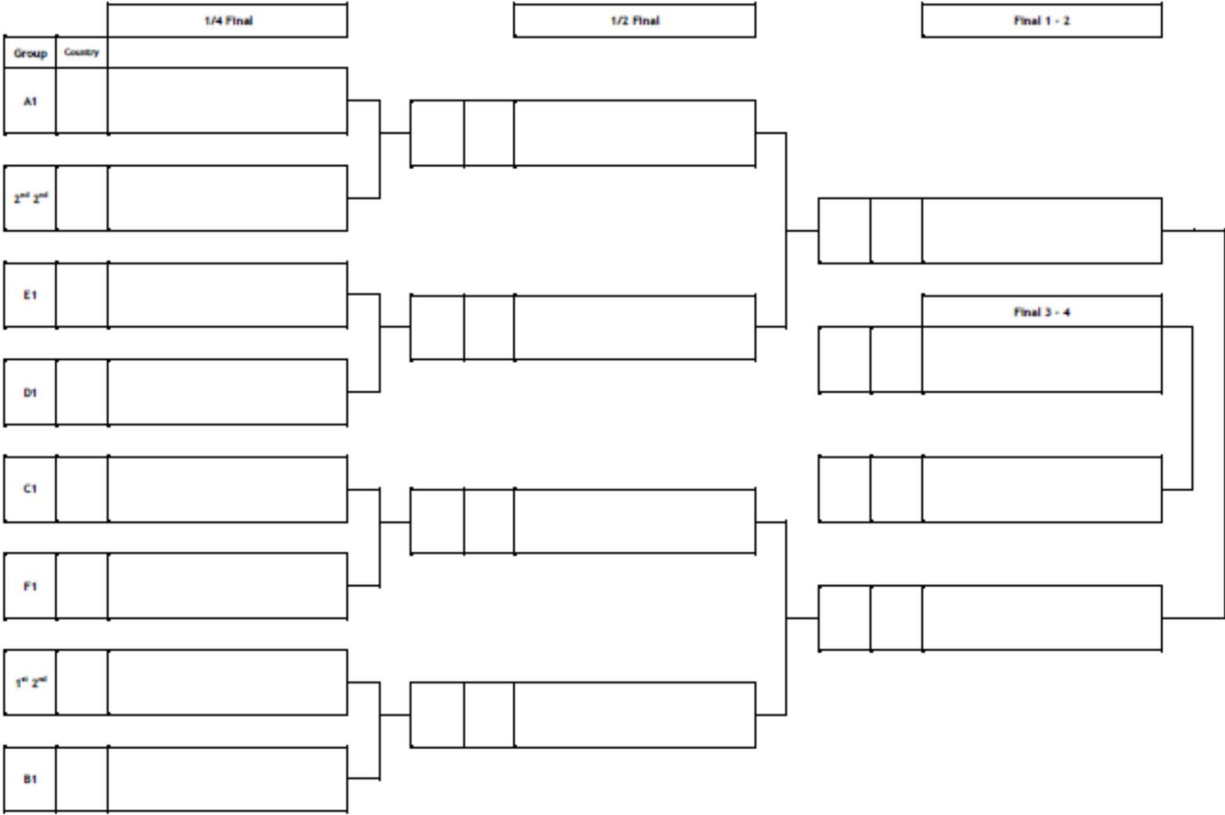 1/4 Final
1/2 Final
Final 1 - 2
Group Country
A1
2nd 2nd
E1
Final 3 - 4
D1
C1
F1
1st 2nd
B1